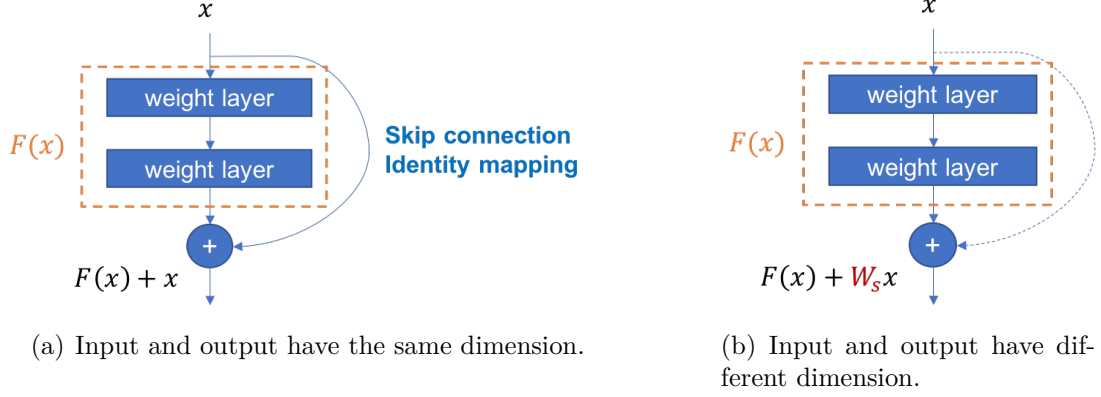 x
weight layer
F(x)
weight layer
Skip connection
Identity mapping
+
F(x) + x
(a) Input and output have the same dimension.
x
weight layer
F(x)
weight layer
+
F(x) + Wₛx
(b) Input and output have dif-
ferent dimension.